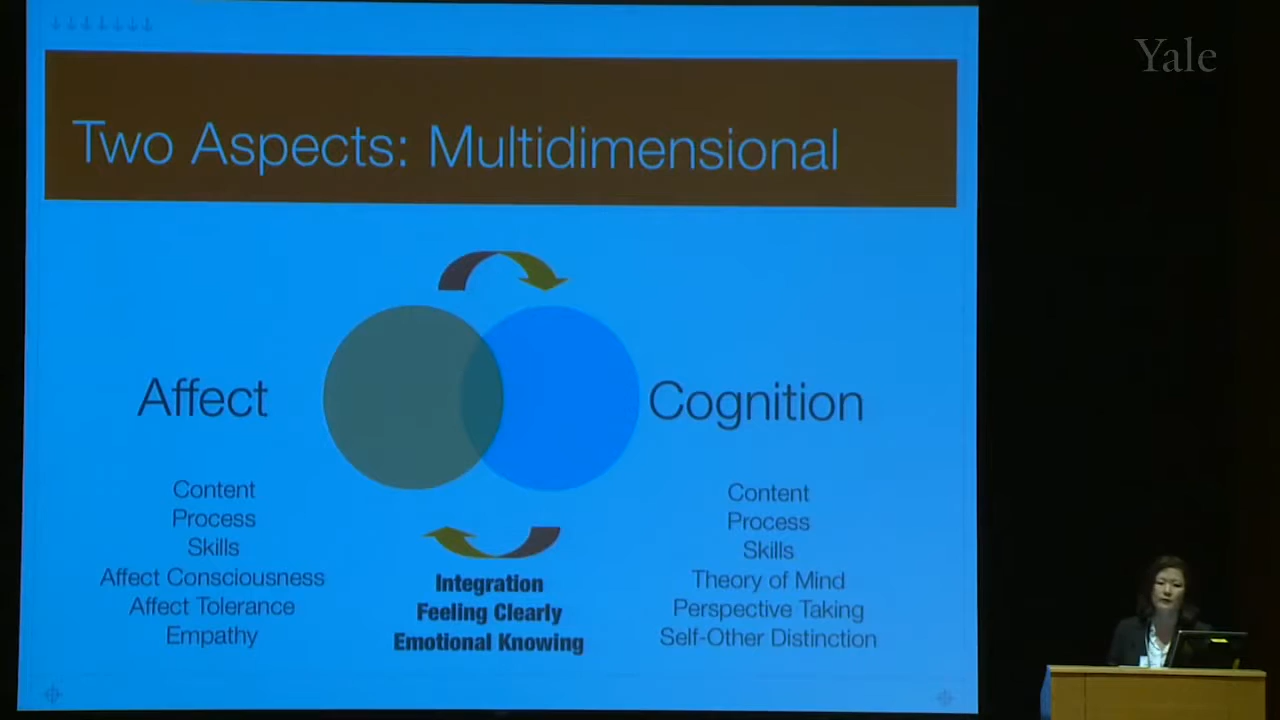 Yale
Two Aspects: Multidimensional
Affect
Cognition
Content
Process
Skills
Affect Consciousness
Affect Tolerance
Empathy
Integration
Feeling Clearly
Emotional Knowing
Content
Process
Skills
Theory of Mind
Perspective Taking
Self-Other Distinction